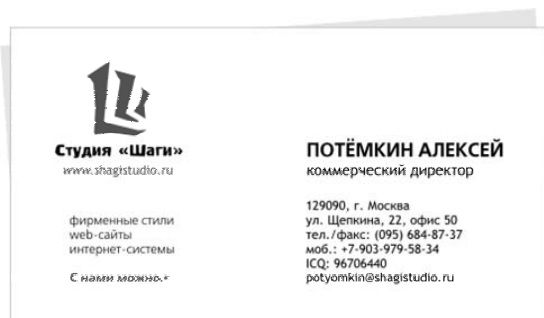 Студия «Шаги»
www.shagistudio.ru
фирменные стили
web-сайты
интернет-системы
С нами можно.*
ПОТЁМКИН АЛЕКСЕЙ
коммерческий директор
129090, г. Москва
ул. Щепкина, 22, офис 50
тел./факс: (095) 684-87-37
моб.: +7-903-979-58-34
ICQ: 96706440
potyomkin@shagistudio.ru